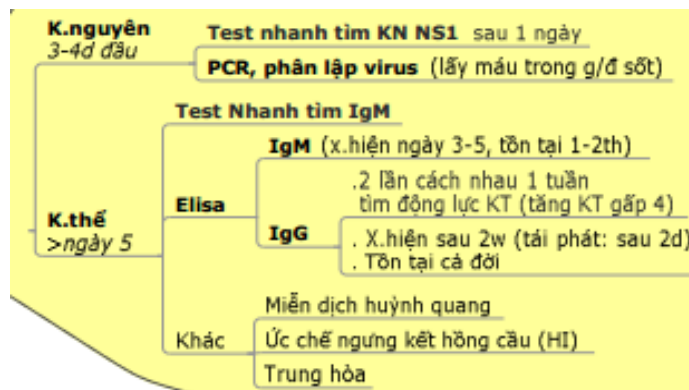 K.nguyên
3-4d đầu
Test nhanh tìm KN NS1 sau 1 ngày
PCR, phân lập virus (lấy máu trong g/đ sốt)
K.thể
>ngày 5
Test Nhanh tìm IgM
Elisa
IgM (x.hiện ngày 3-5, tồn tại 1-2th)
IgG
.2 lần cách nhau 1 tuần
tìm động lực KT (tăng KT gấp 4)
. X.hiện sau 2w (tái phát: sau 2d)
. Tồn tại cả đời
Khác
Miễn dịch huỳnh quang
Ức chế ngưng kết hồng cầu (HI)
Trung hòa